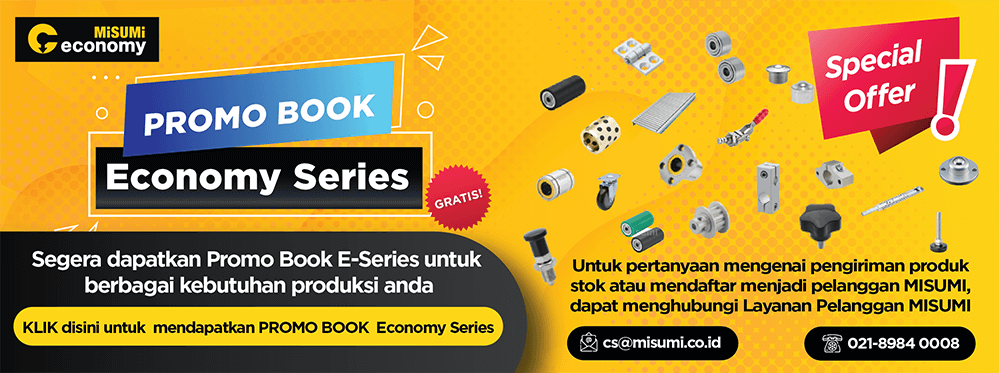 MiSUMi
economy
PROMO BOOK
Economy Series
GRATIS!
Segera dapatkan Promo Book E-Series untuk
berbagai kebutuhan produksi anda
KLIK disini untuk mendapatkan PROMO BOOK Economy Series
Special
Offer
!
Untuk pertanyaan mengenai pengiriman produk
stok atau mendaftar menjadi pelanggan MISUMI,
dapat menghubungi Layanan Pelanggan MISUMI
cs@misumi.co.id
021-8984 0008